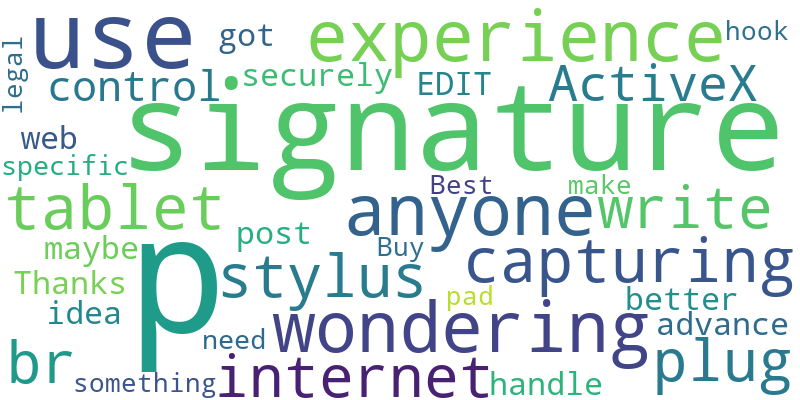 use got experience hook
legal control securely EDIT ActiveX
web signature
specific Best make
tablet anyone write
maybe post Buy
Thanks p stylus capturing
idea pad better
need wondering advance
br something internet handle plug